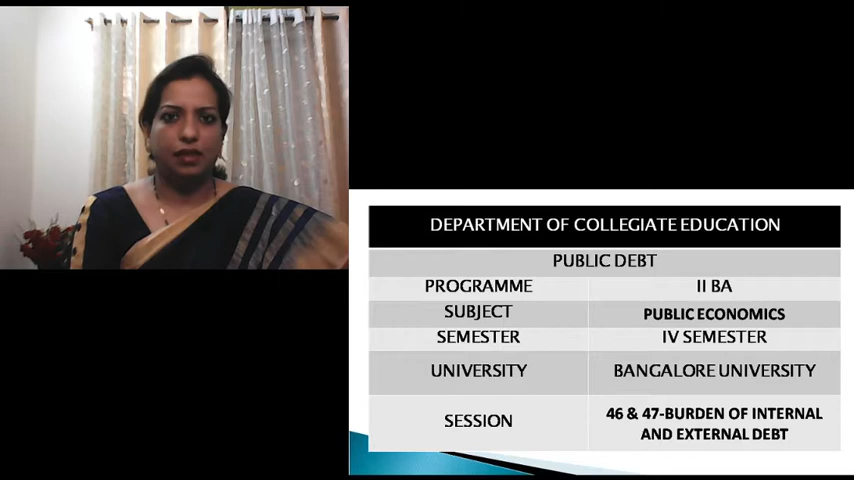 DEPARTMENT OF COLLEGIATE EDUCATION
PUBLIC DEBT
PROGRAMME II BA
SUBJECT PUBLIC ECONOMICS
SEMESTER IV SEMESTER
UNIVERSITY BANGALORE UNIVERSITY
SESSION 46 & 47-BURDEN OF INTERNAL
AND EXTERNAL DEBT